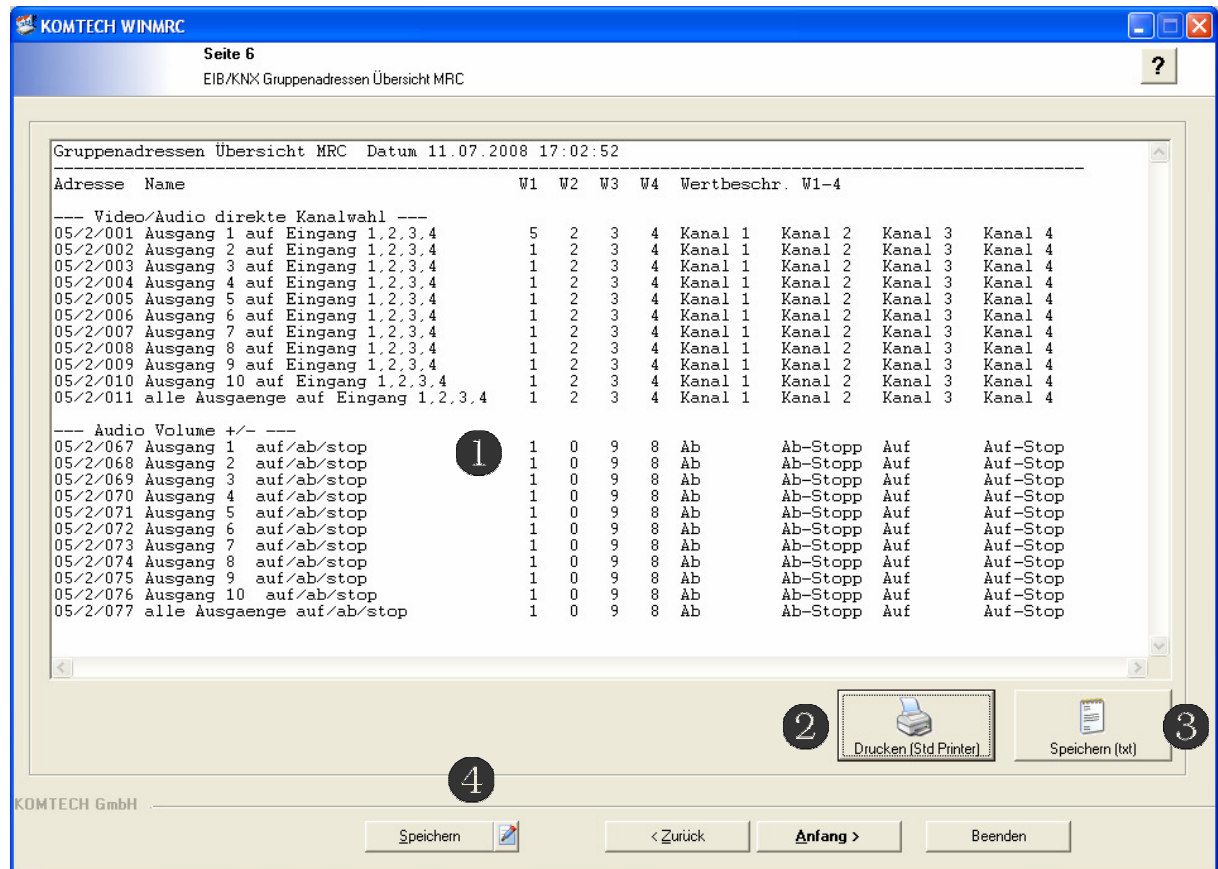 KOMTECH WINMRC
Seite 6
EIB/KNX Gruppenadressen Übersicht MRC
?
Gruppenadressen Übersicht MRC Datum 11.07.2008 17:02:52
Adresse Name W1 W2 W3 W4 Wertbeschr. W1-4
--- Video/Audio direkte Kanalwahl ---
05/2/001 Ausgang 1 auf Eingang 1,2,3,4 5 2 3 4 Kanal 1 Kanal 2 Kanal 3 Kanal 4
05/2/002 Ausgang 2 auf Eingang 1,2,3,4 1 2 3 4 Kanal 1 Kanal 2 Kanal 3 Kanal 4
05/2/003 Ausgang 3 auf Eingang 1,2,3,4 1 2 3 4 Kanal 1 Kanal 2 Kanal 3 Kanal 4
05/2/004 Ausgang 4 auf Eingang 1,2,3,4 1 2 3 4 Kanal 1 Kanal 2 Kanal 3 Kanal 4
05/2/005 Ausgang 5 auf Eingang 1,2,3,4 1 2 3 4 Kanal 1 Kanal 2 Kanal 3 Kanal 4
05/2/006 Ausgang 6 auf Eingang 1,2,3,4 1 2 3 4 Kanal 1 Kanal 2 Kanal 3 Kanal 4
05/2/007 Ausgang 7 auf Eingang 1,2,3,4 1 2 3 4 Kanal 1 Kanal 2 Kanal 3 Kanal 4
05/2/008 Ausgang 8 auf Eingang 1,2,3,4 1 2 3 4 Kanal 1 Kanal 2 Kanal 3 Kanal 4
05/2/009 Ausgang 9 auf Eingang 1,2,3,4 1 2 3 4 Kanal 1 Kanal 2 Kanal 3 Kanal 4
05/2/010 Ausgang 10 auf Eingang 1,2,3,4 1 2 3 4 Kanal 1 Kanal 2 Kanal 3 Kanal 4
05/2/011 alle Ausgaenge auf Eingang 1,2,3,4 1 2 3 4 Kanal 1 Kanal 2 Kanal 3 Kanal 4
--- Audio Volume +/- ---
05/2/067 Ausgang 1 auf/ab/stop 1 0 9 8 Ab Ab-Stopp Auf Auf-Stop
05/2/068 Ausgang 2 auf/ab/stop 1 0 9 8 Ab Ab-Stopp Auf Auf-Stop
05/2/069 Ausgang 3 auf/ab/stop 1 0 9 8 Ab Ab-Stopp Auf Auf-Stop
05/2/070 Ausgang 4 auf/ab/stop 1 0 9 8 Ab Ab-Stopp Auf Auf-Stop
05/2/071 Ausgang 5 auf/ab/stop 1 0 9 8 Ab Ab-Stopp Auf Auf-Stop
05/2/072 Ausgang 6 auf/ab/stop 1 0 9 8 Ab Ab-Stopp Auf Auf-Stop
05/2/073 Ausgang 7 auf/ab/stop 1 0 9 8 Ab Ab-Stopp Auf Auf-Stop
05/2/074 Ausgang 8 auf/ab/stop 1 0 9 8 Ab Ab-Stopp Auf Auf-Stop
05/2/075 Ausgang 9 auf/ab/stop 1 0 9 8 Ab Ab-Stopp Auf Auf-Stop
05/2/076 Ausgang 10 auf/ab/stop 1 0 9 8 Ab Ab-Stopp Auf Auf-Stop
05/2/077 alle Ausgaenge auf/ab/stop 1 0 9 8 Ab Ab-Stopp Auf Auf-Stop
1
2
Drucken (Std Printer)
Speichern (txt)
3
4
KOMTECH GmbH
Speichern
< Zurück
Anfang >
Beenden